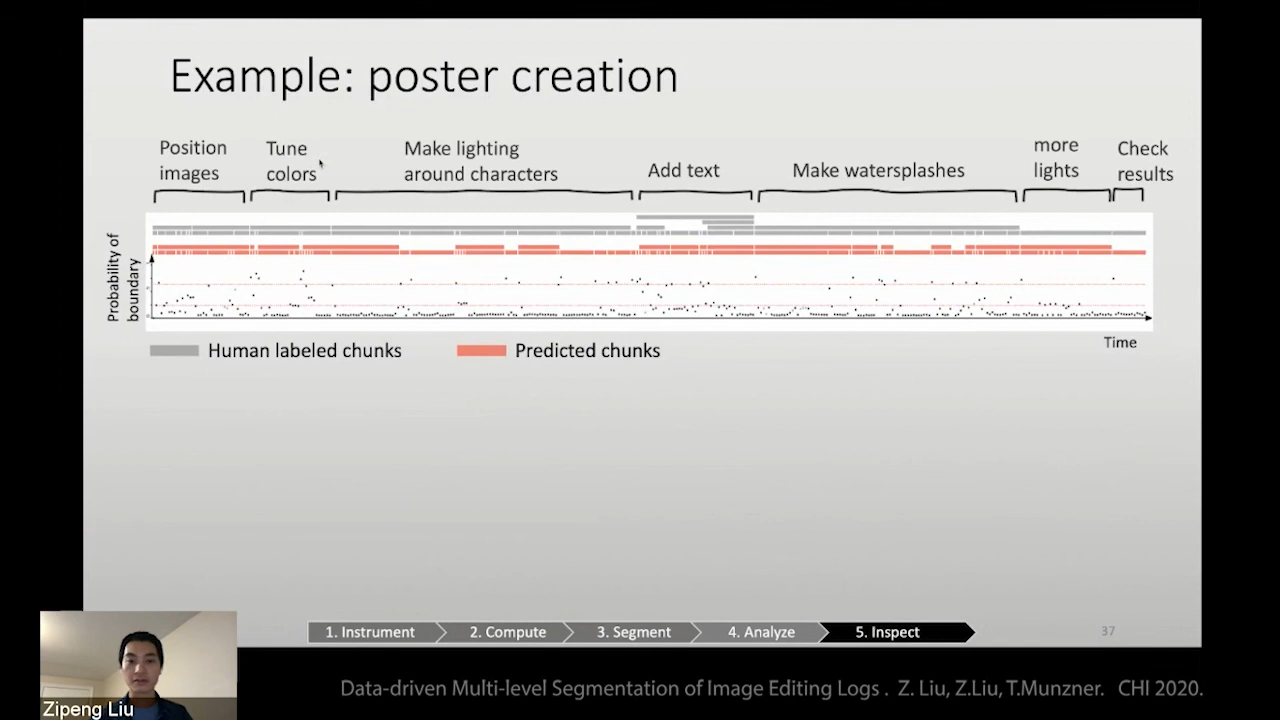 Example: poster creation
Position
images
Tune
colors
Make lighting
around characters
Add text
Make watersplashes
more
lights
Check
results
Probability of
boundary
Time
Human labeled chunks
Predicted chunks
1. Instrument
2. Compute
3. Segment
4. Analyze
5. Inspect
37
Zipeng Liu
Data-driven Multi-level Segmentation of Image Editing Logs . Z. Liu, Z.Liu, T.Munzner. CHI 2020.